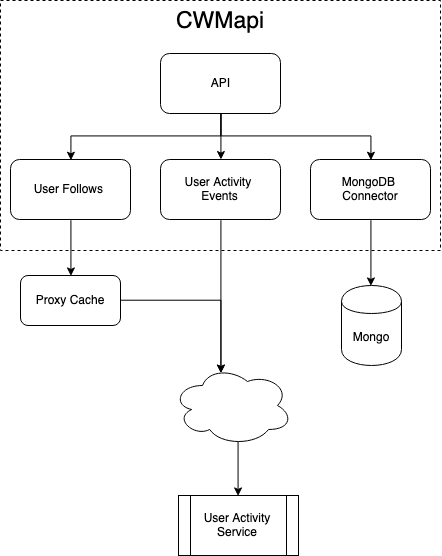 CWMapi
API
User Follows
User Activity
Events
MongoDB
Connector
Proxy Cache
Mongo
User Activity
Service